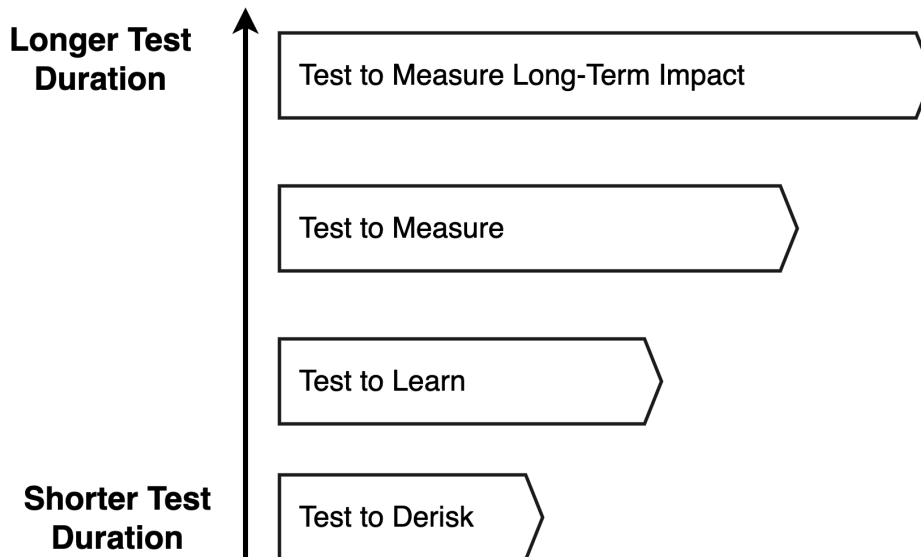 Longer Test
Duration
Test to Measure Long-Term Impact
Test to Measure
Test to Learn
Shorter Test
Duration
Test to Derisk